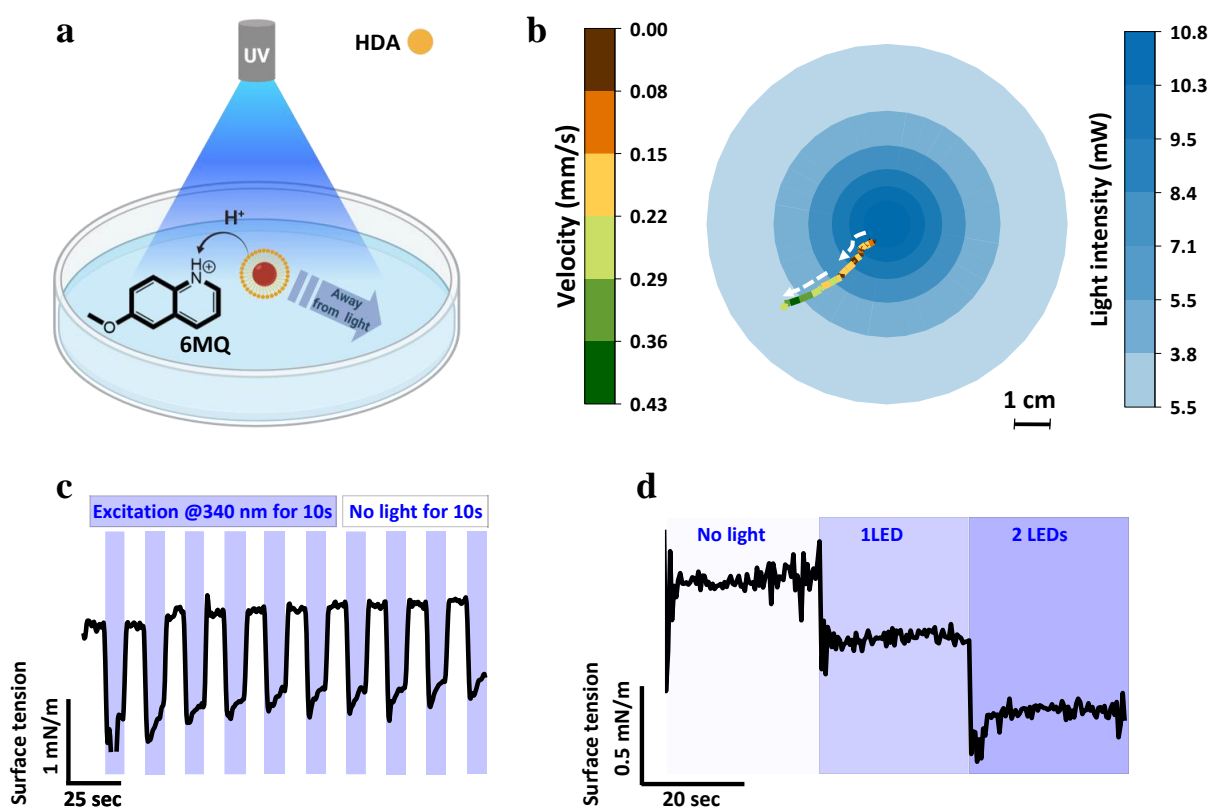 a
UV
HDA
H⁺
H
N
⊕
O
6MQ
Away
from light
b
Velocity (mm/s)
0.00
0.08
0.15
0.22
0.29
0.36
0.43
1 cm
Light intensity (mW)
10.8
10.3
9.5
8.4
7.1
5.5
3.8
5.5
c
Excitation @340 nm for 10s
No light for 10s
Surface tension
1 mN/m
25 sec
d
No light
1LED
2 LEDs
Surface tension
0.5 mN/m
20 sec